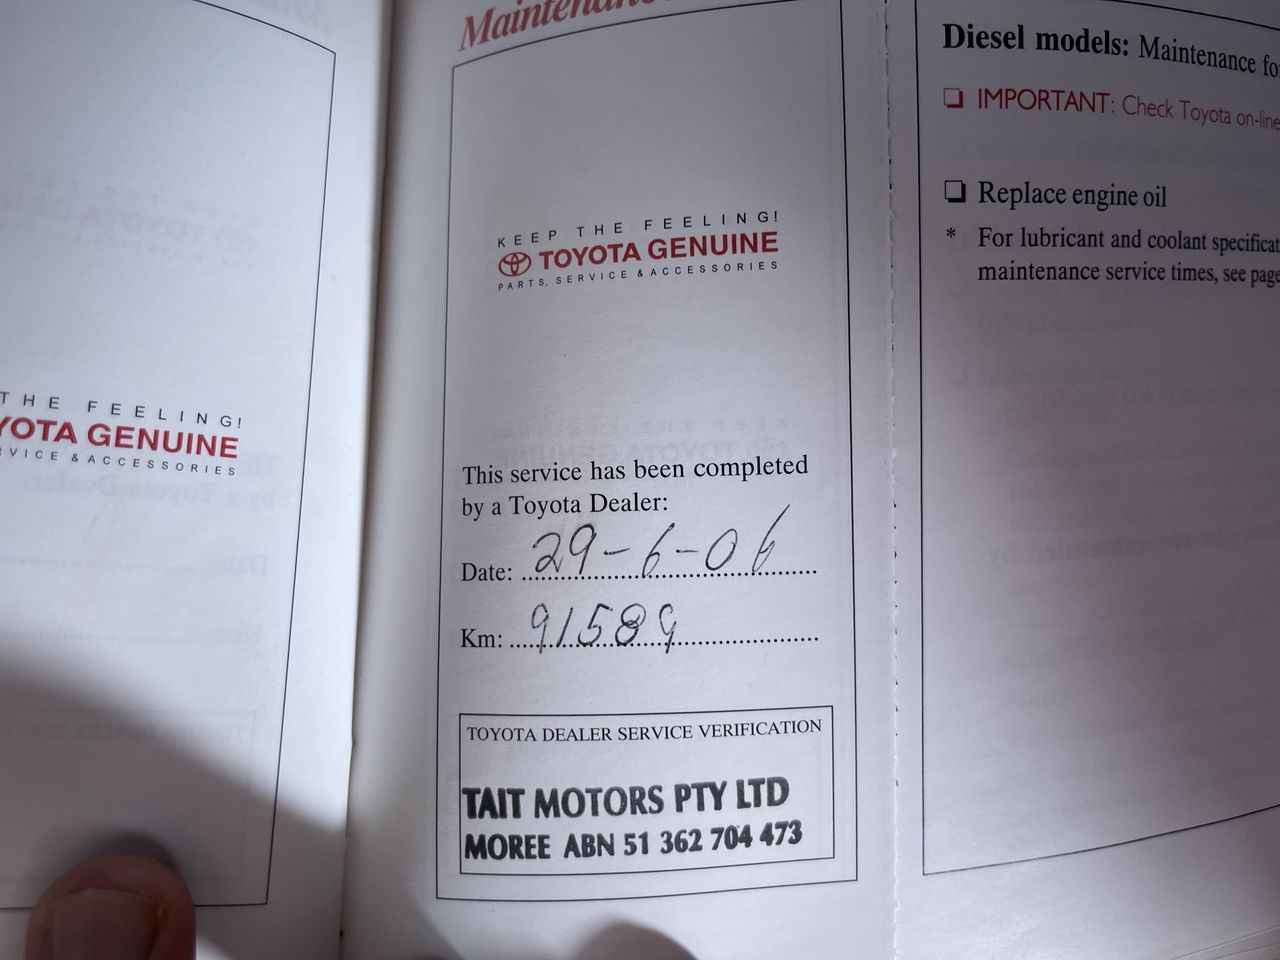 THE FEELING!
YOTA GENUINE
VICE & ACCESSORIES
Maintenanc
KEEP THE FEELING!
TOYOTA GENUINE
PARTS, SERVICE & ACCESSORIES
This service has been completed
by a Toyota Dealer:
Date: 29-6-06
Km: 91589
TOYOTA DEALER SERVICE VERIFICATION
TAIT MOTORS PTY LTD
MOREE ABN 51 362 704 473
Diesel models: Maintenance fo
❏ IMPORTANT: Check Toyota on-line
❏ Replace engine oil
* For lubricant and coolant specificat
maintenance service times, see page